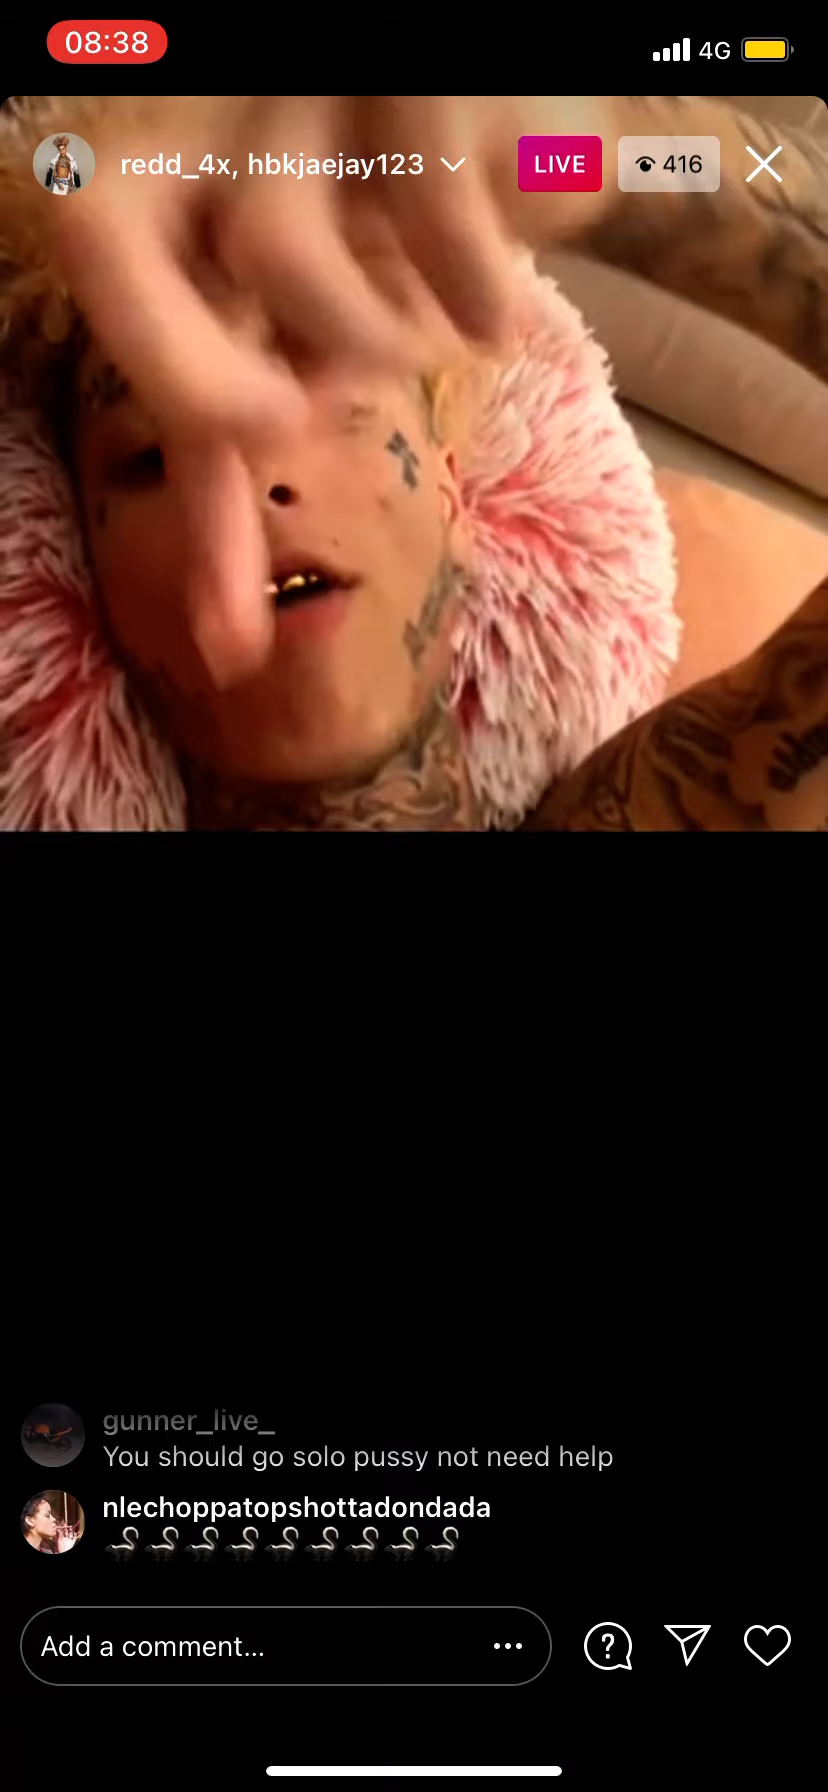 08:38
4G
redd_4x, hbkjaejay123
LIVE
416
gunner_live_
You should go solo pussy not need help
nlechoppatopshottadondada
🦢🦢🦢🦢🦢🦢🦢🦢🦢
Add a comment...